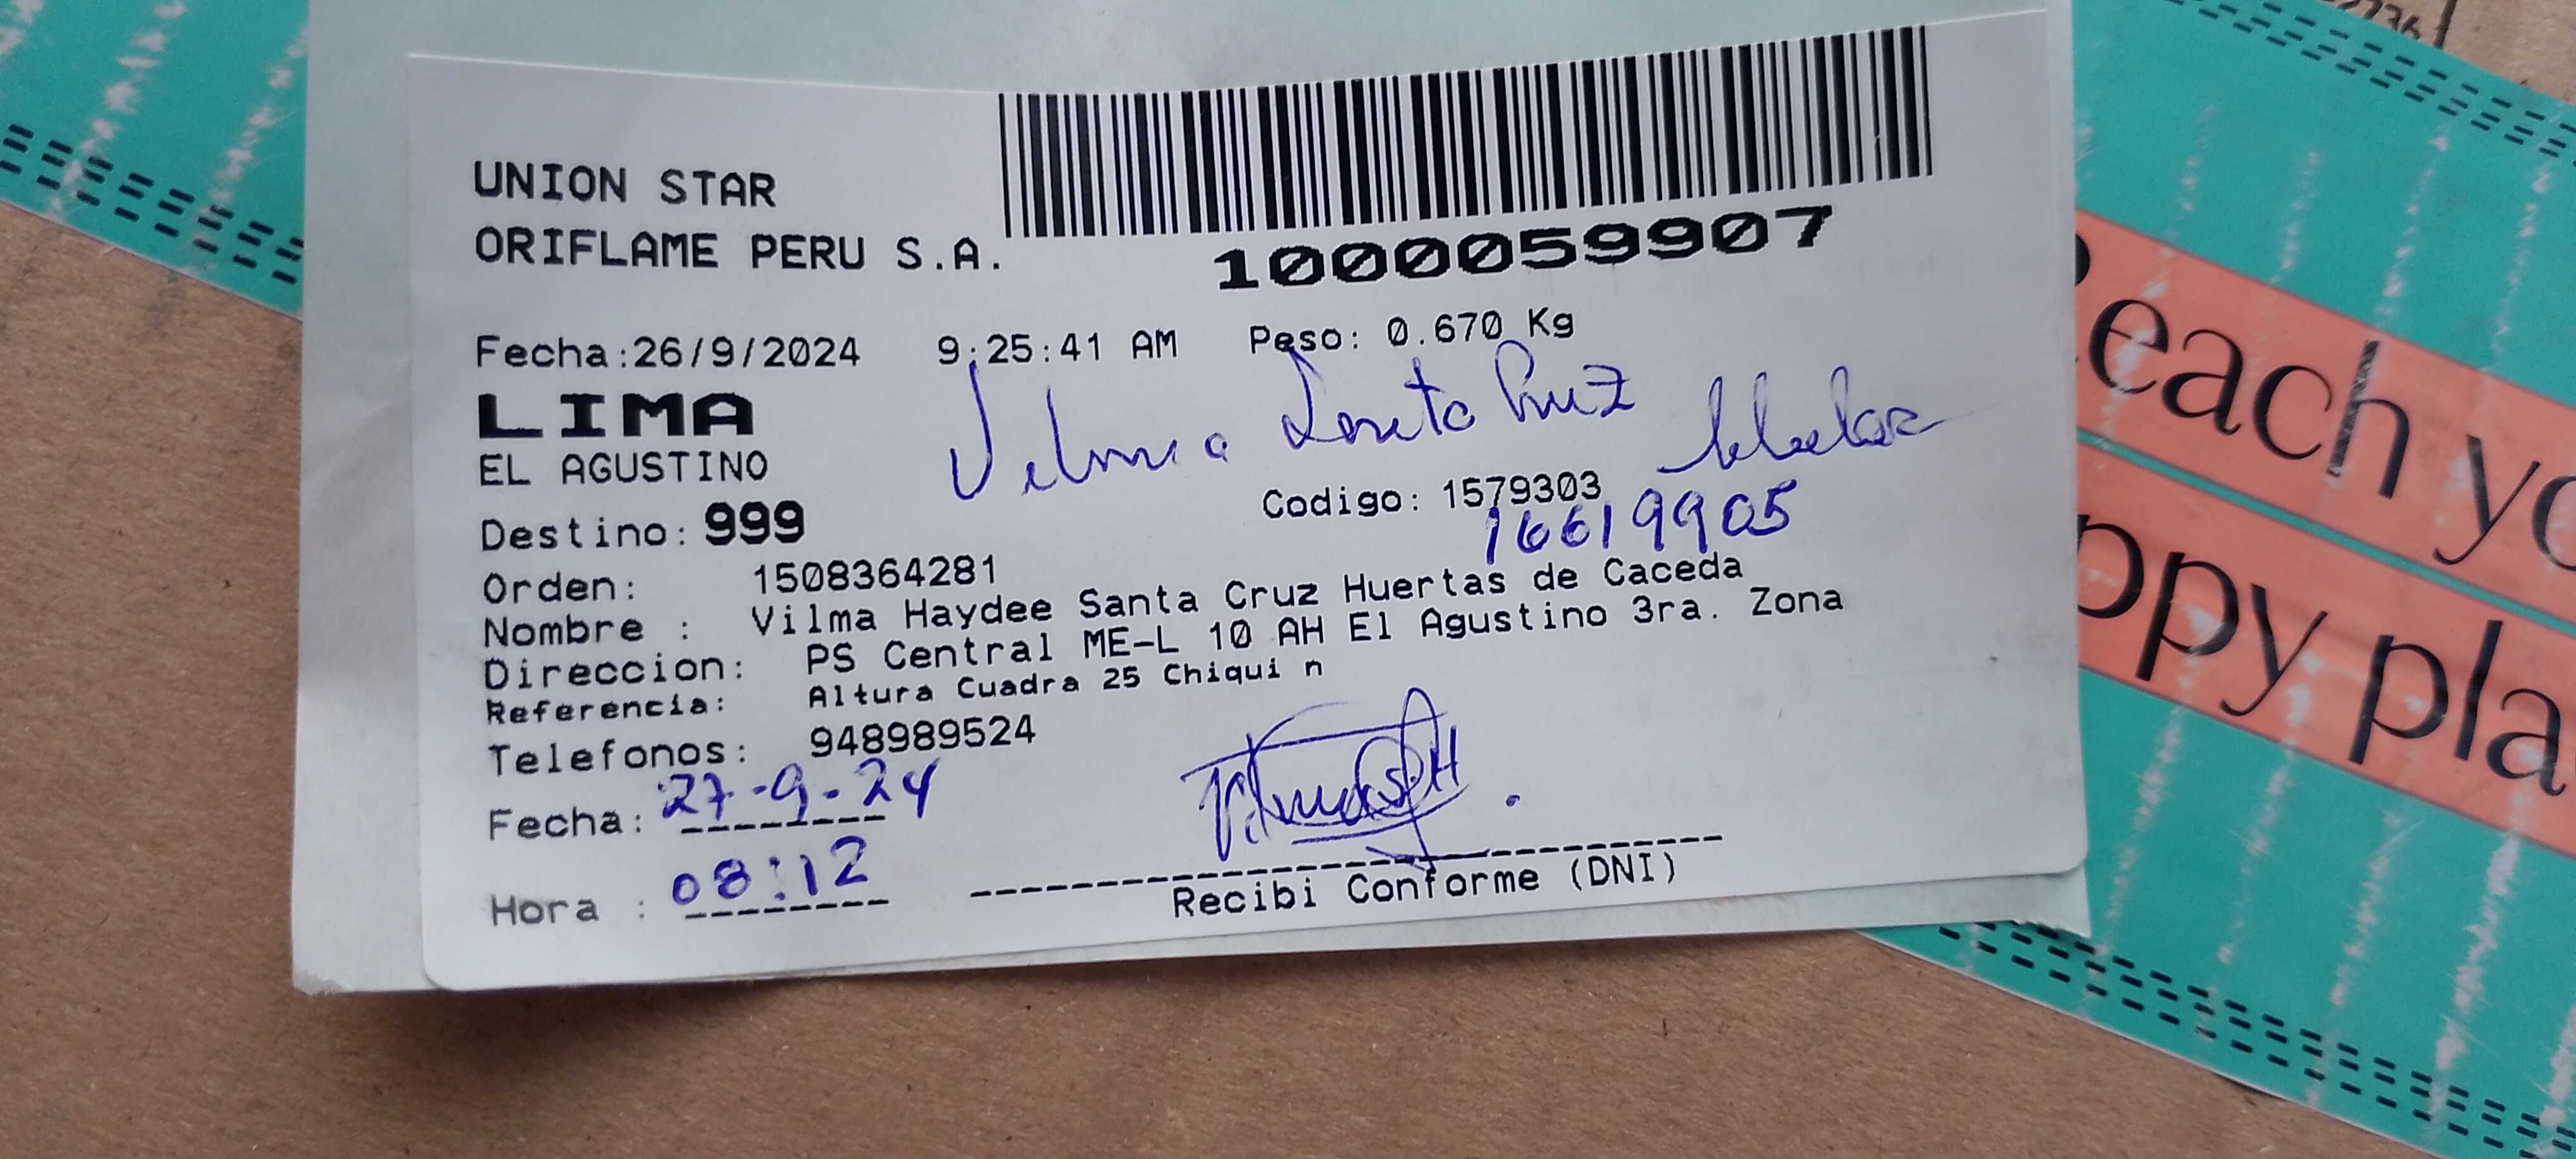 UNION STAR
ORIFLAME PERU S.A.
1000059907
Fecha:26/9/2024 9:25:41 AM Peso: 0.670 Kg
LIMA
EL AGUSTINO
Destino: 999
Codigo: 1579303
16619905
Orden: 1508364281
Nombre : Vilma Haydee Santa Cruz Huertas de Caceda
Direccion: PS Central ME-L 10 AH El Agustino 3ra. Zona
Referencia: Altura Cuadra 25 Chiqui n
Telefonos: 948989524
Fecha: 27-9-24
Hora : 08:12
Recibi Conforme (DNI)
each yo
ppy pla